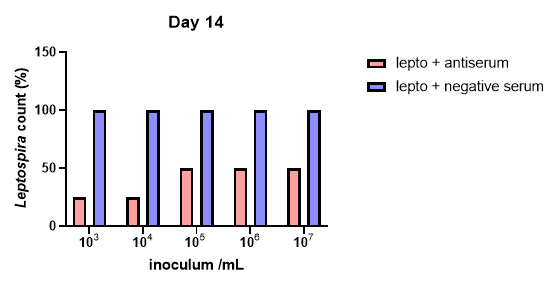 Day 14
150
100
50
0
Leptospira count (%)
10³ 10⁴ 10⁵ 10⁶ 10⁷
inoculum /mL
lepto + antiserum
lepto + negative serum